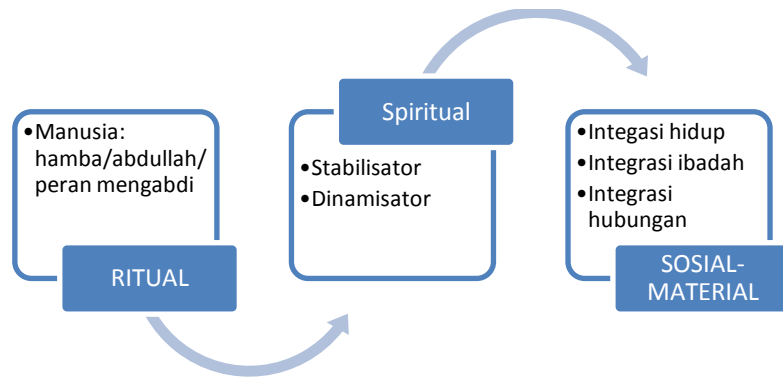 •Manusia:
hamba/abdullah/
peran mengabdi
RITUAL
Spiritual
•Stabilisator
•Dinamisator
•Integasi hidup
•Integrasi ibadah
•Integrasi
hubungan
SOSIAL-
MATERIAL